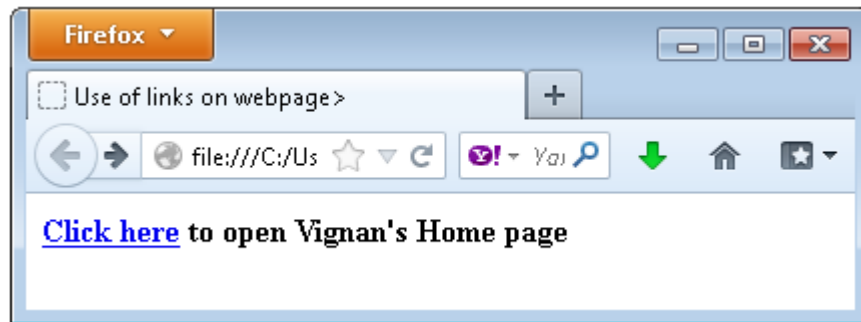 Firefox
Use of links on webpage>
file:///C:/Us
Y!
Click here to open Vignan's Home page